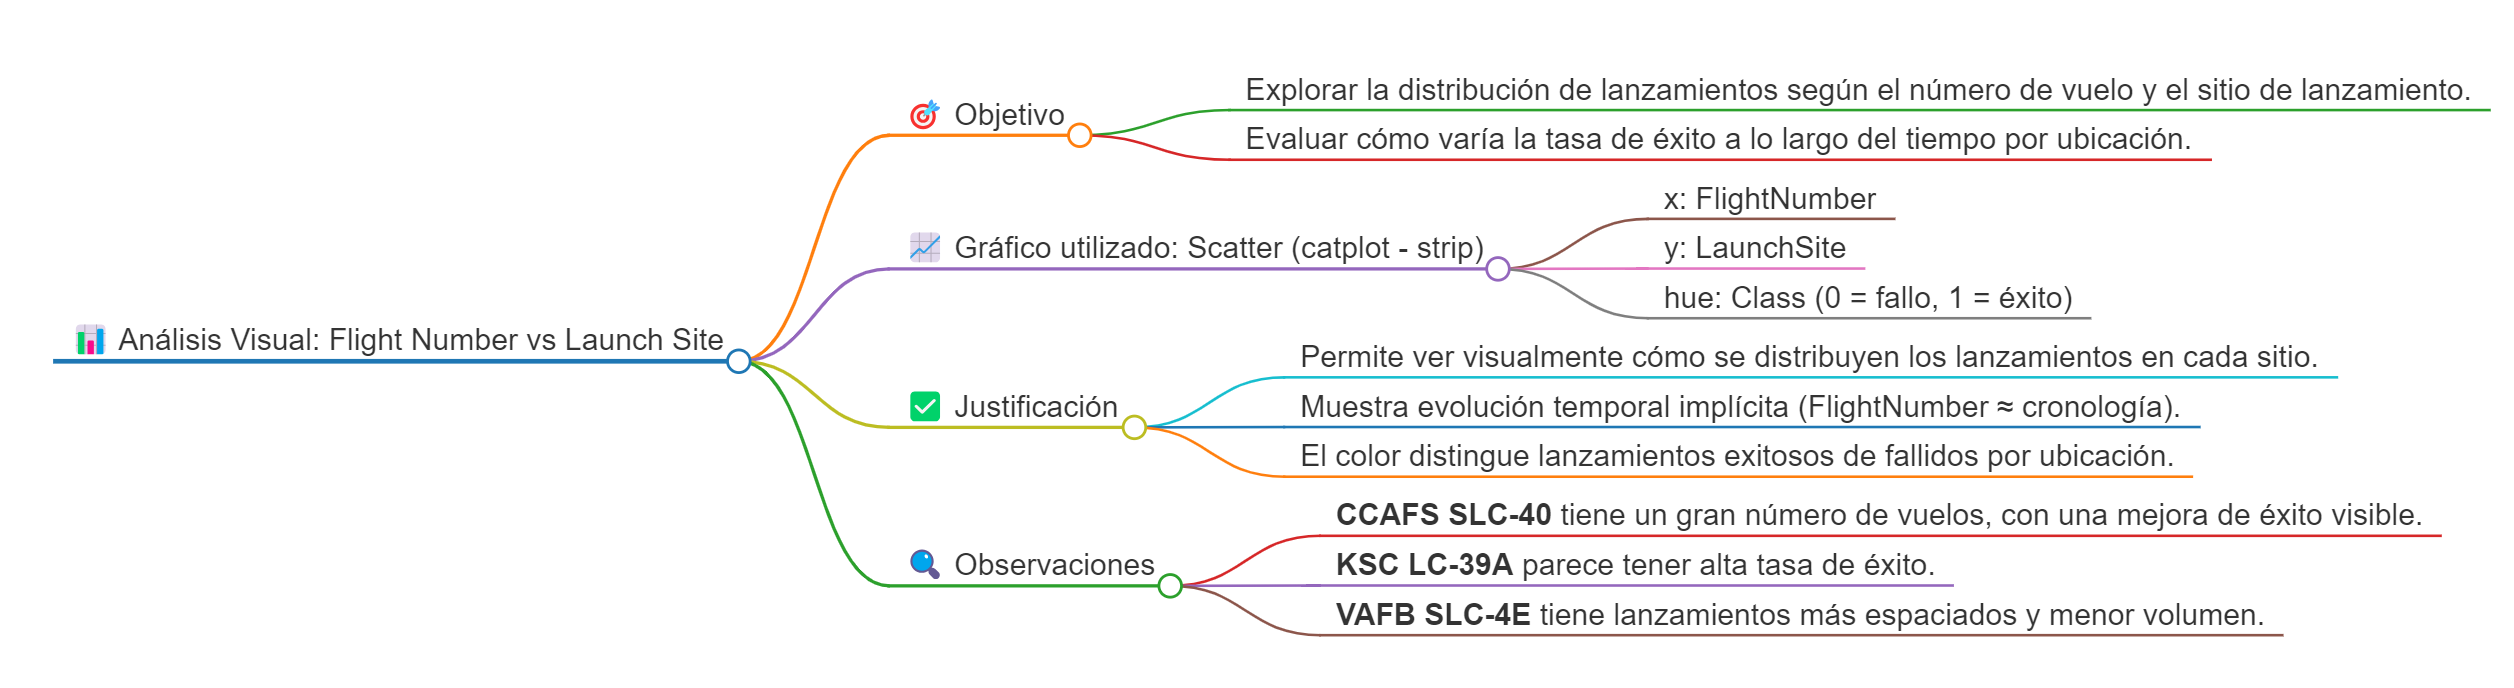 Análisis Visual: Flight Number vs Launch Site
Objetivo
Explorar la distribución de lanzamientos según el número de vuelo y el sitio de lanzamiento.
Evaluar cómo varía la tasa de éxito a lo largo del tiempo por ubicación.
Gráfico utilizado: Scatter (catplot - strip)
x: FlightNumber
y: LaunchSite
hue: Class (0 = fallo, 1 = éxito)
Justificación
Permite ver visualmente cómo se distribuyen los lanzamientos en cada sitio.
Muestra evolución temporal implícita (FlightNumber ≈ cronología).
El color distingue lanzamientos exitosos de fallidos por ubicación.
Observaciones
CCAFS SLC-40 tiene un gran número de vuelos, con una mejora de éxito visible.
KSC LC-39A parece tener alta tasa de éxito.
VAFB SLC-4E tiene lanzamientos más espaciados y menor volumen.